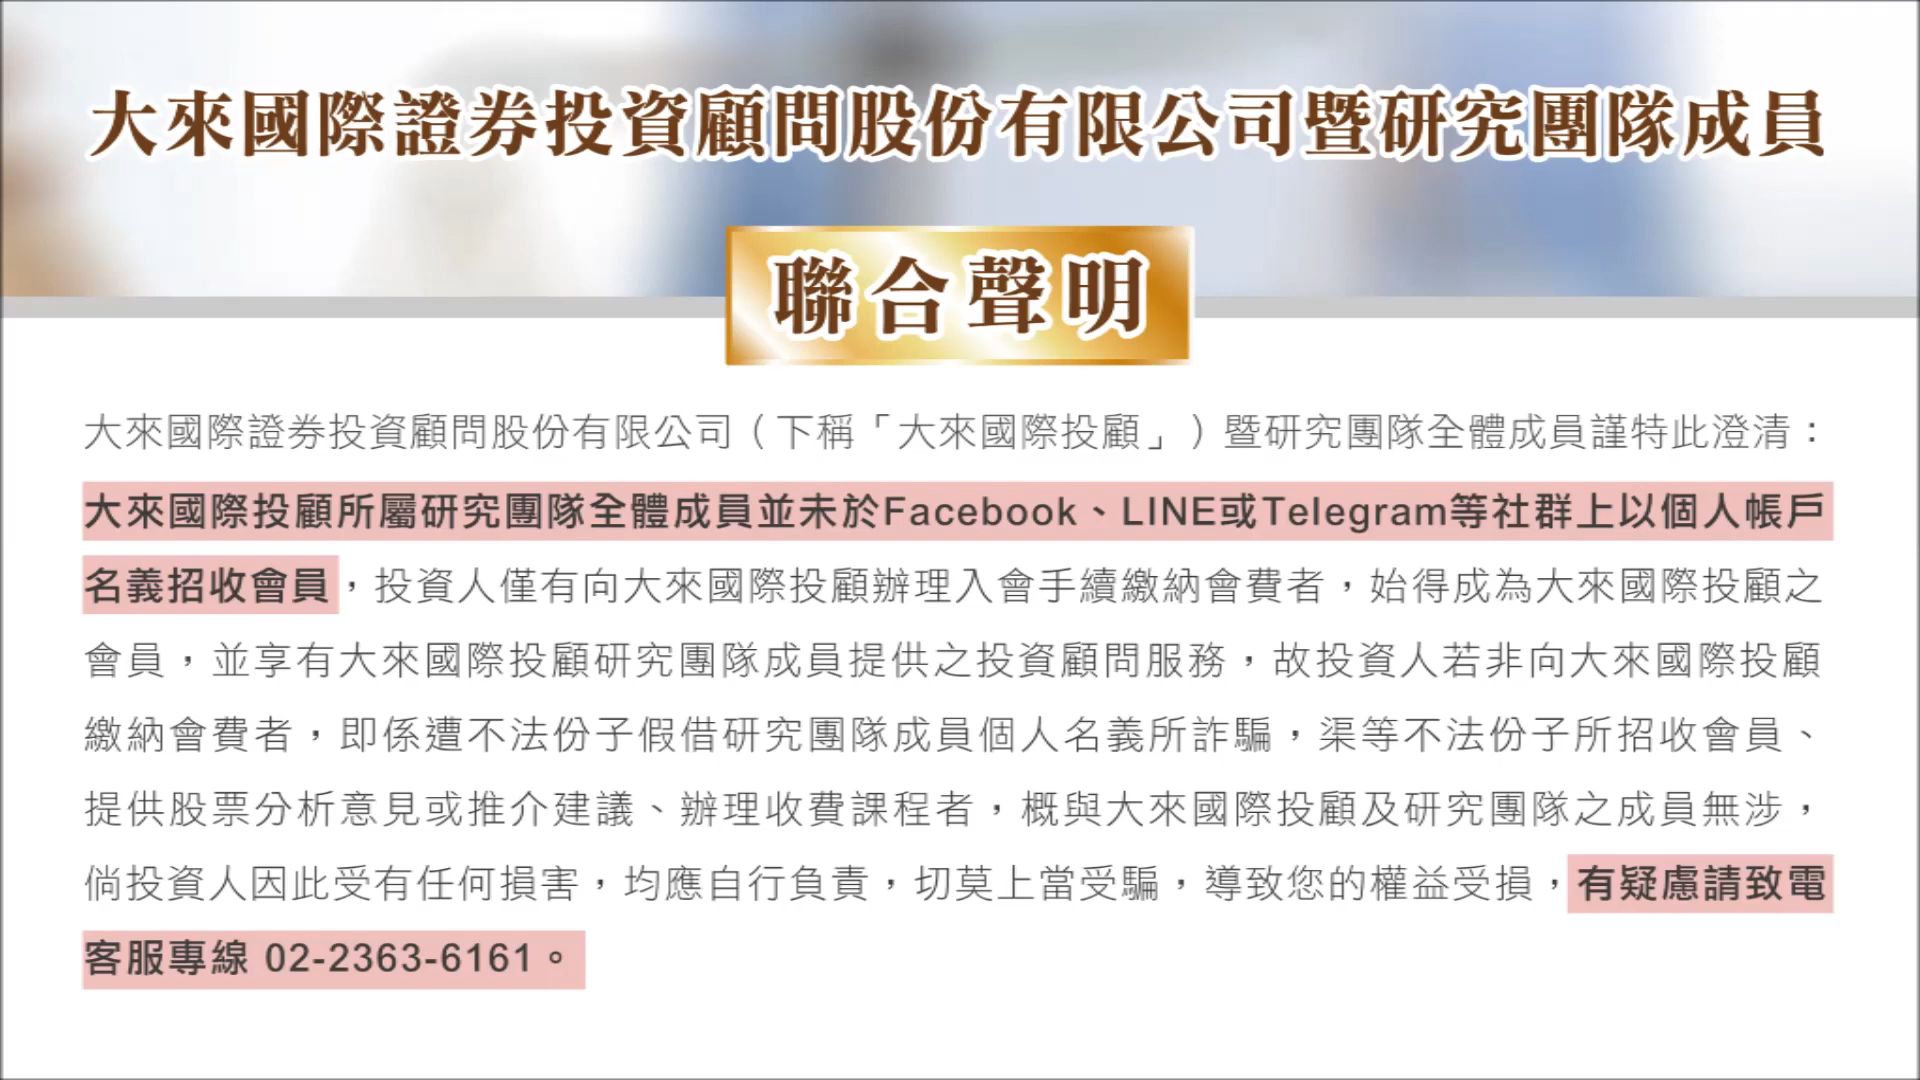 大來國際證券投資顧問股份有限公司暨研究團隊成員
聯合聲明
大來國際證券投資顧問股份有限公司（下稱「大來國際投顧」）暨研究團隊全體成員謹特此澄清：
大來國際投顧所屬研究團隊全體成員並未於Facebook、LINE或Telegram等社群上以個人帳戶
名義招收會員，投資人僅有向大來國際投顧辦理入會手續繳納會費者，始得成為大來國際投顧之
會員，並享有大來國際投顧研究團隊成員提供之投資顧問服務，故投資人若非向大來國際投顧
繳納會費者，即係遭不法份子假借研究團隊成員個人名義所詐騙，渠等不法份子所招收會員、
提供股票分析意見或推介建議、辦理收費課程者，概與大來國際投顧及研究團隊之成員無涉，
倘投資人因此受有任何損害，均應自行負責，切莫上當受騙，導致您的權益受損，有疑慮請致電
客服專線 02-2363-6161。